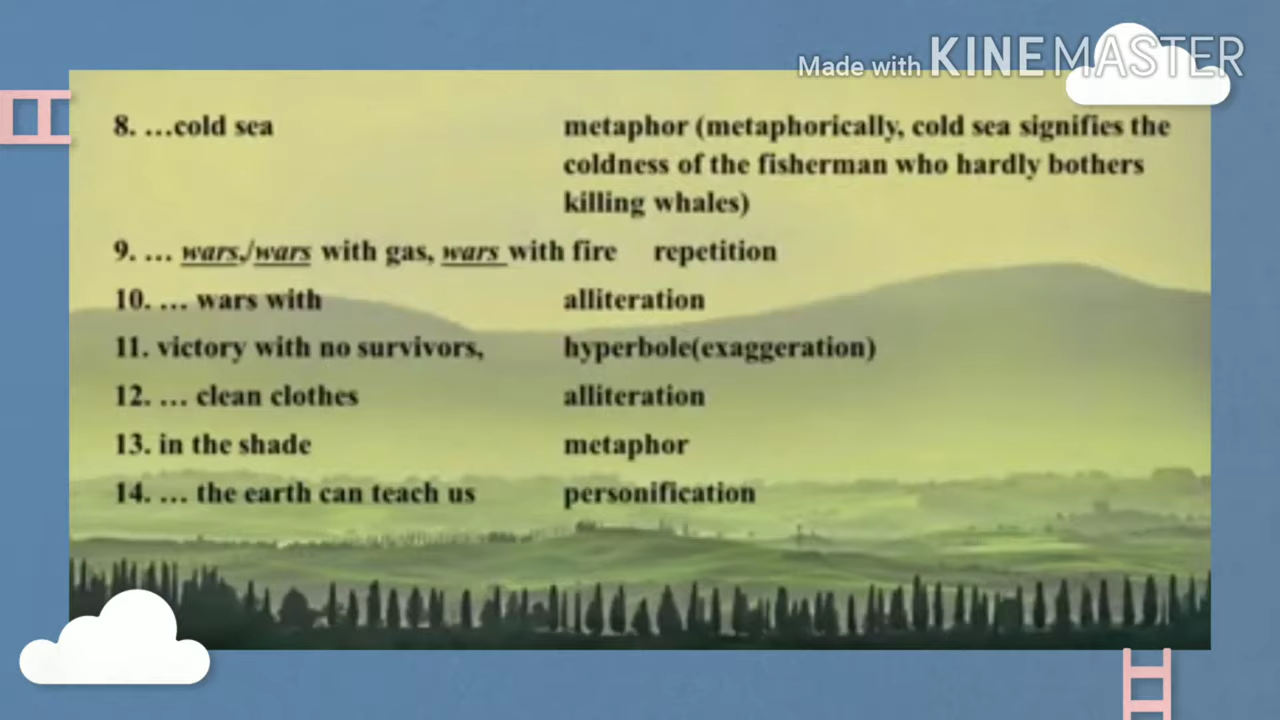 Made with KINEMASTER
8. ...cold sea metaphor (metaphorically, cold sea signifies the
coldness of the fisherman who hardly bothers
killing whales)
9. ... wars,/wars with gas, wars with fire repetition
10. ... wars with alliteration
11. victory with no survivors, hyperbole(exaggeration)
12. ... clean clothes alliteration
13. in the shade metaphor
14. ... the earth can teach us personification